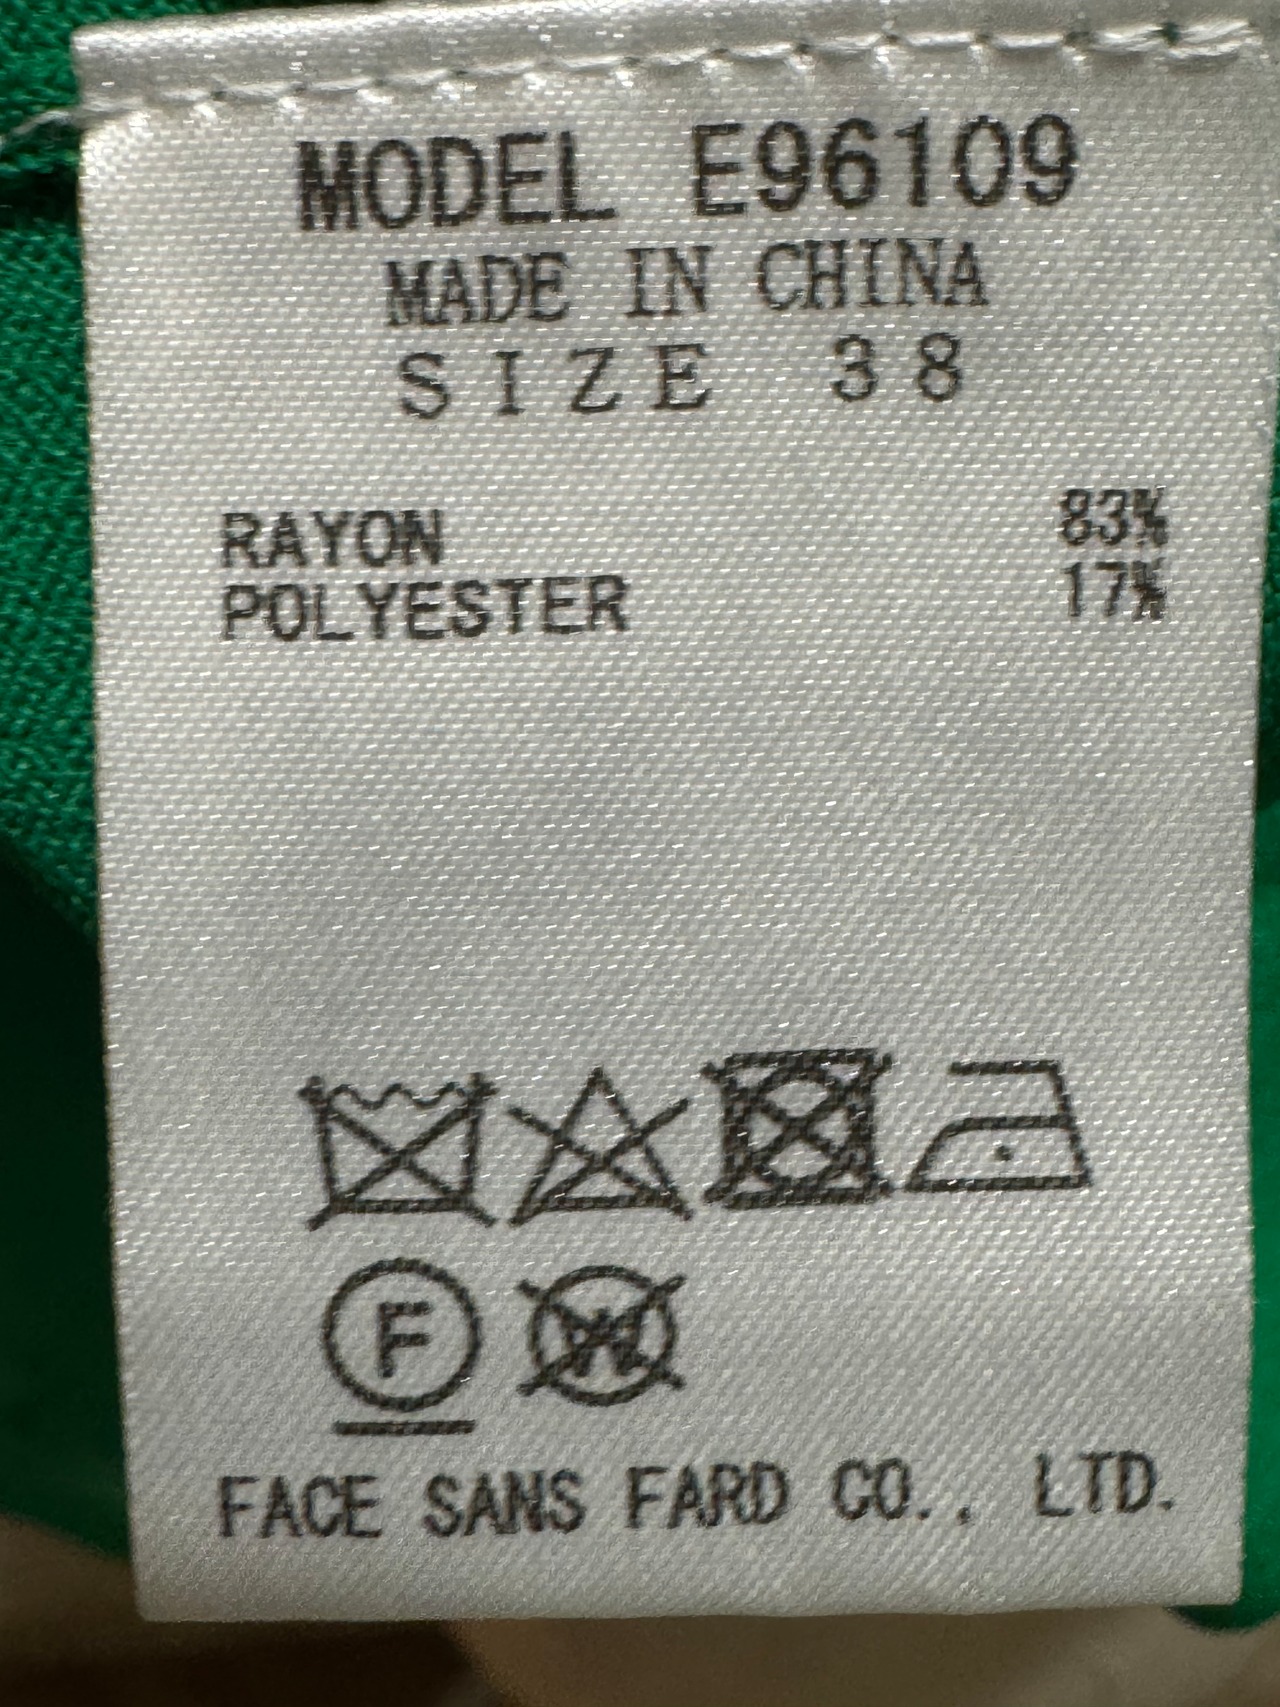 MODEL E96109
MADE IN CHINA
SIZE 38
RAYON 83%
POLYESTER 17%
F
W
FACE SANS FARD CO., LTD.